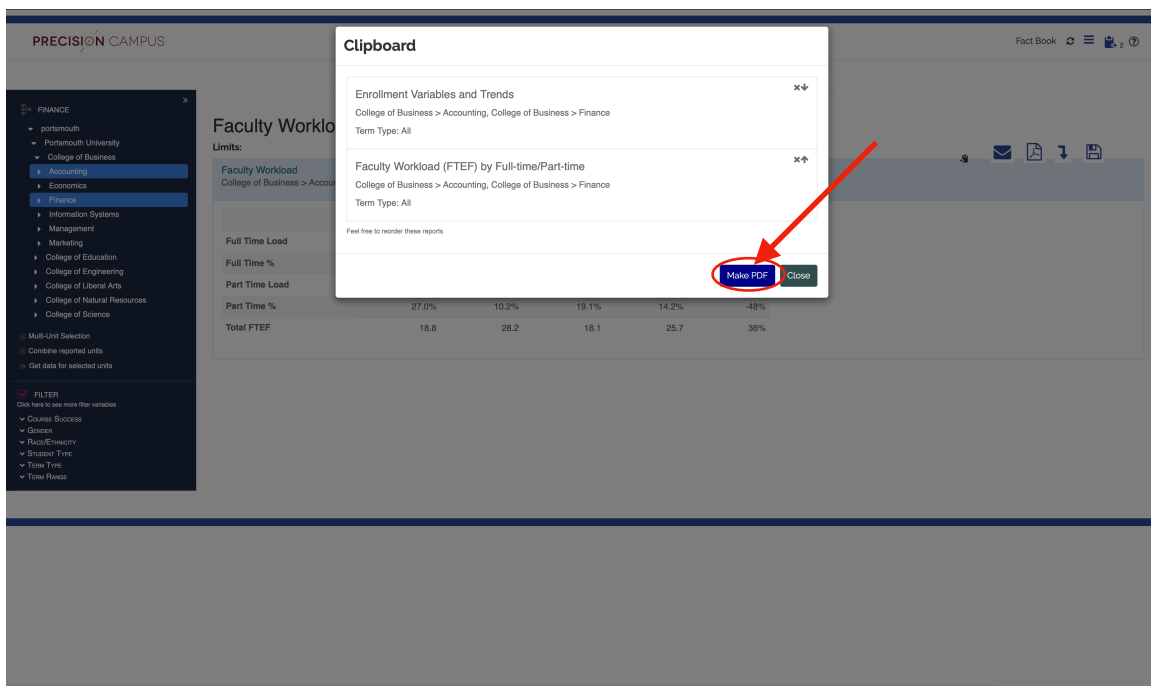 PRECISION CAMPUS
Fact Book
2
FINANCE
portsmouth
Portsmouth University
College of Business
Accounting
Economics
Finance
Information Systems
Management
Marketing
College of Education
College of Engineering
College of Liberal Arts
College of Natural Resources
College of Science
Multi-Unit Selection
Combine reported units
Get data for selected units
FILTER
Click here to see more filter variables
Course Success
Gender
Race/Ethnicity
Student Type
Term Type
Term Range
Faculty Worklo
Limits:
Faculty Workload
College of Business > Accou
Full Time Load
Full Time %
Part Time Load
Part Time % 27.0% 10.2% 19.1% 14.2% -48%
Total FTEF 18.8 28.2 18.1 25.7 36%
Clipboard
Enrollment Variables and Trends
College of Business > Accounting, College of Business > Finance
Term Type: All
Faculty Workload (FTEF) by Full-time/Part-time
College of Business > Accounting, College of Business > Finance
Term Type: All
Feel free to reorder these reports
Make PDF
Close